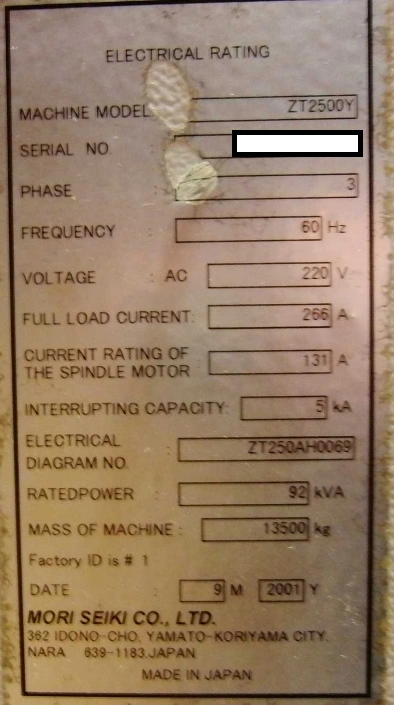 ELECTRICAL RATING
MACHINE MODEL ZT2500Y
SERIAL NO.
PHASE : 3
FREQUENCY : 60 Hz
VOLTAGE : AC 220 V
FULL LOAD CURRENT: 266 A
CURRENT RATING OF
THE SPINDLE MOTOR : 131 A
INTERRUPTING CAPACITY: 5 kA
ELECTRICAL
DIAGRAM NO. : ZT250AH0069
RATEDPOWER : 92 kVA
MASS OF MACHINE : 13500 kg
Factory ID is # 1
DATE : 9 M 2001 Y
MORI SEIKI CO., LTD.
362 IDONO-CHO, YAMATO-KORIYAMA CITY.
NARA 639-1183.JAPAN
MADE IN JAPAN